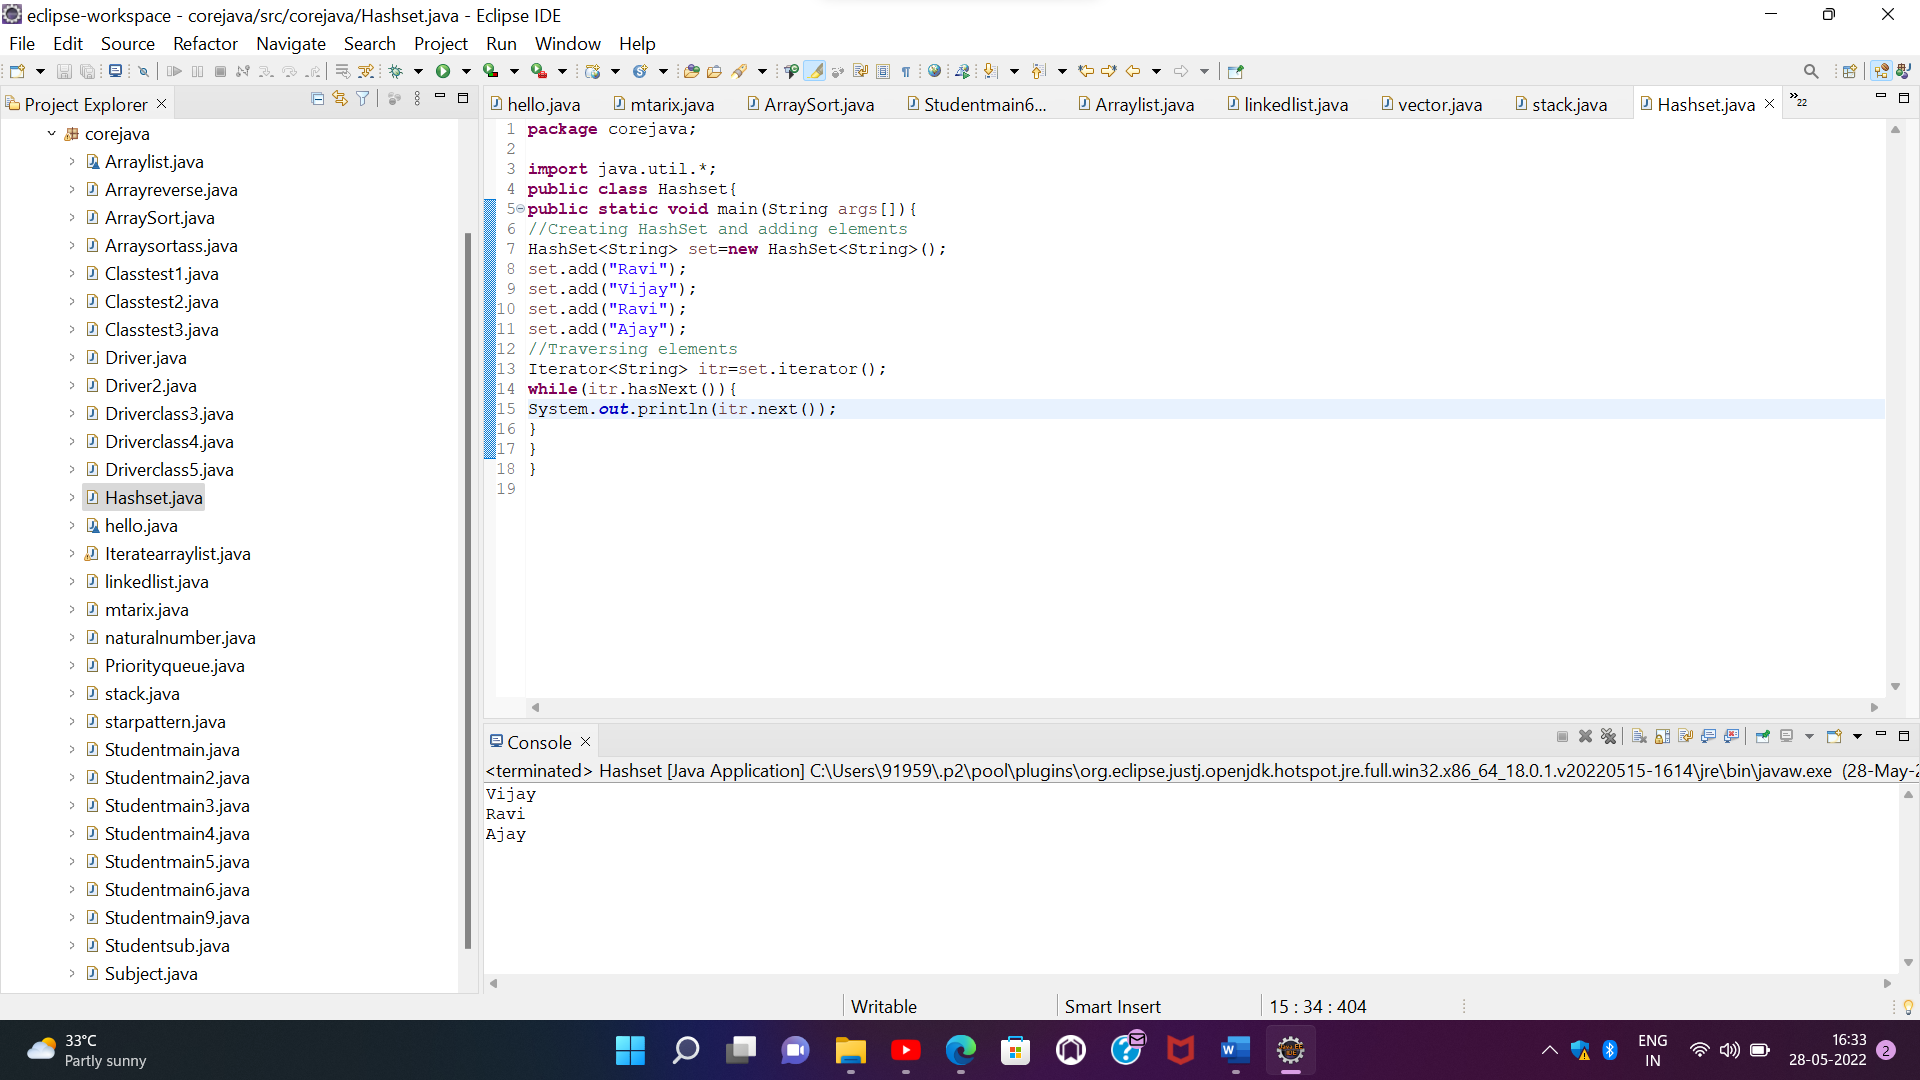 eclipse-workspace - corejava/src/corejava/Hashset.java - Eclipse IDE
File Edit Source Refactor Navigate Search Project Run Window Help
Project Explorer
hello.java mtarix.java ArraySort.java Studentmain6... Arraylist.java linkedlist.java vector.java stack.java Hashset.java »22
corejava
Arraylist.java
Arrayreverse.java
ArraySort.java
Arraysortass.java
Classtest1.java
Classtest2.java
Classtest3.java
Driver.java
Driver2.java
Driverclass3.java
Driverclass4.java
Driverclass5.java
Hashset.java
hello.java
Iteratearraylist.java
linkedlist.java
mtarix.java
naturalnumber.java
Priorityqueue.java
stack.java
starpattern.java
Studentmain.java
Studentmain2.java
Studentmain3.java
Studentmain4.java
Studentmain5.java
Studentmain6.java
Studentmain9.java
Studentsub.java
Subject.java
1 package corejava;
2
3 import java.util.*;
4 public class Hashset{
5 public static void main(String args[]){
6 //Creating HashSet and adding elements
7 HashSet<String> set=new HashSet<String>();
8 set.add("Ravi");
9 set.add("Vijay");
10 set.add("Ravi");
11 set.add("Ajay");
12 //Traversing elements
13 Iterator<String> itr=set.iterator();
14 while(itr.hasNext()){
15 System.out.println(itr.next());
16 }
17 }
18 }
19
Console
<terminated> Hashset [Java Application] C:\Users\91959\.p2\pool\plugins\org.eclipse.justj.openjdk.hotspot.jre.full.win32.x86_64_18.0.1.v20220515-1614\jre\bin\javaw.exe (28-May-2
Vijay
Ravi
Ajay
Writable Smart Insert 15 : 34 : 404
33°C
Partly sunny
ENG
IN
16:33
28-05-2022
2